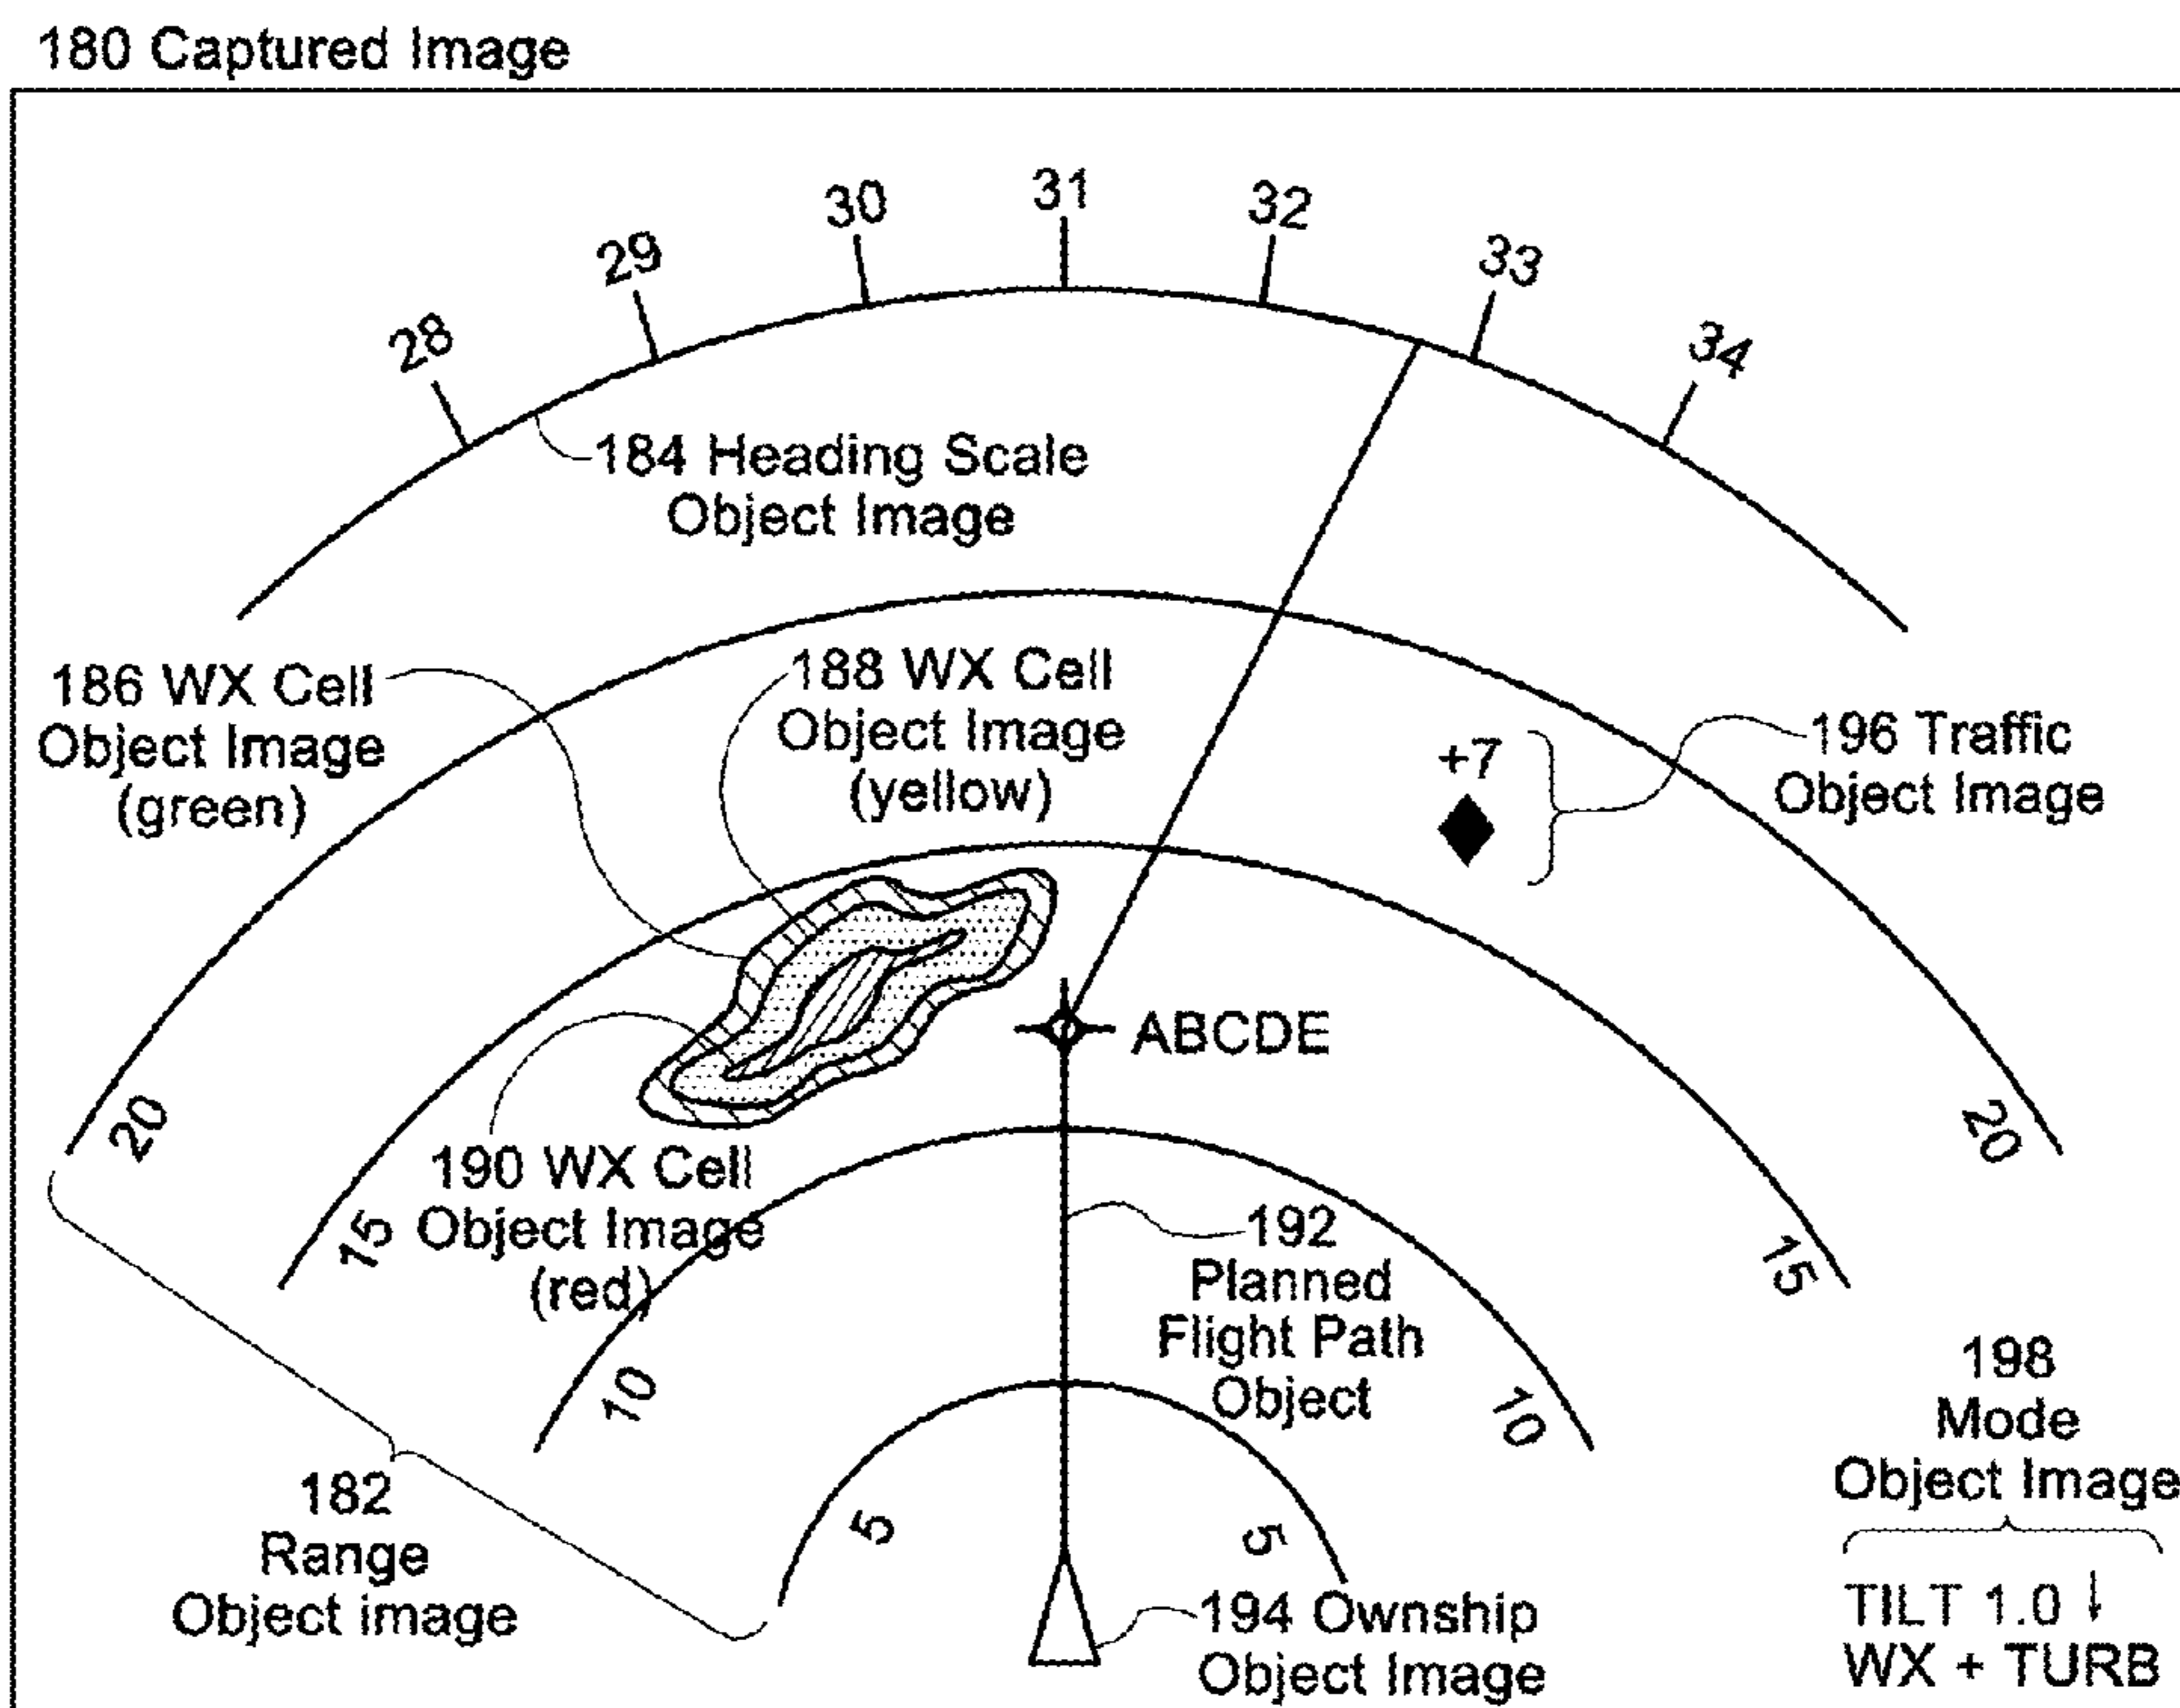 180 Captured Image
28
29
30
31
32
33
34
184 Heading Scale
Object Image
186 WX Cell
Object Image
(green)
188 WX Cell
Object Image
(yellow)
+7
196 Traffic
Object Image
ABCDE
20
20
190 WX Cell
Object Image
(red)
15
15
192
Planned
Flight Path
Object
10
10
198
Mode
Object Image
182
Range
Object image
5
5
194 Ownship
Object Image
TILT 1.0 ↓
WX + TURB